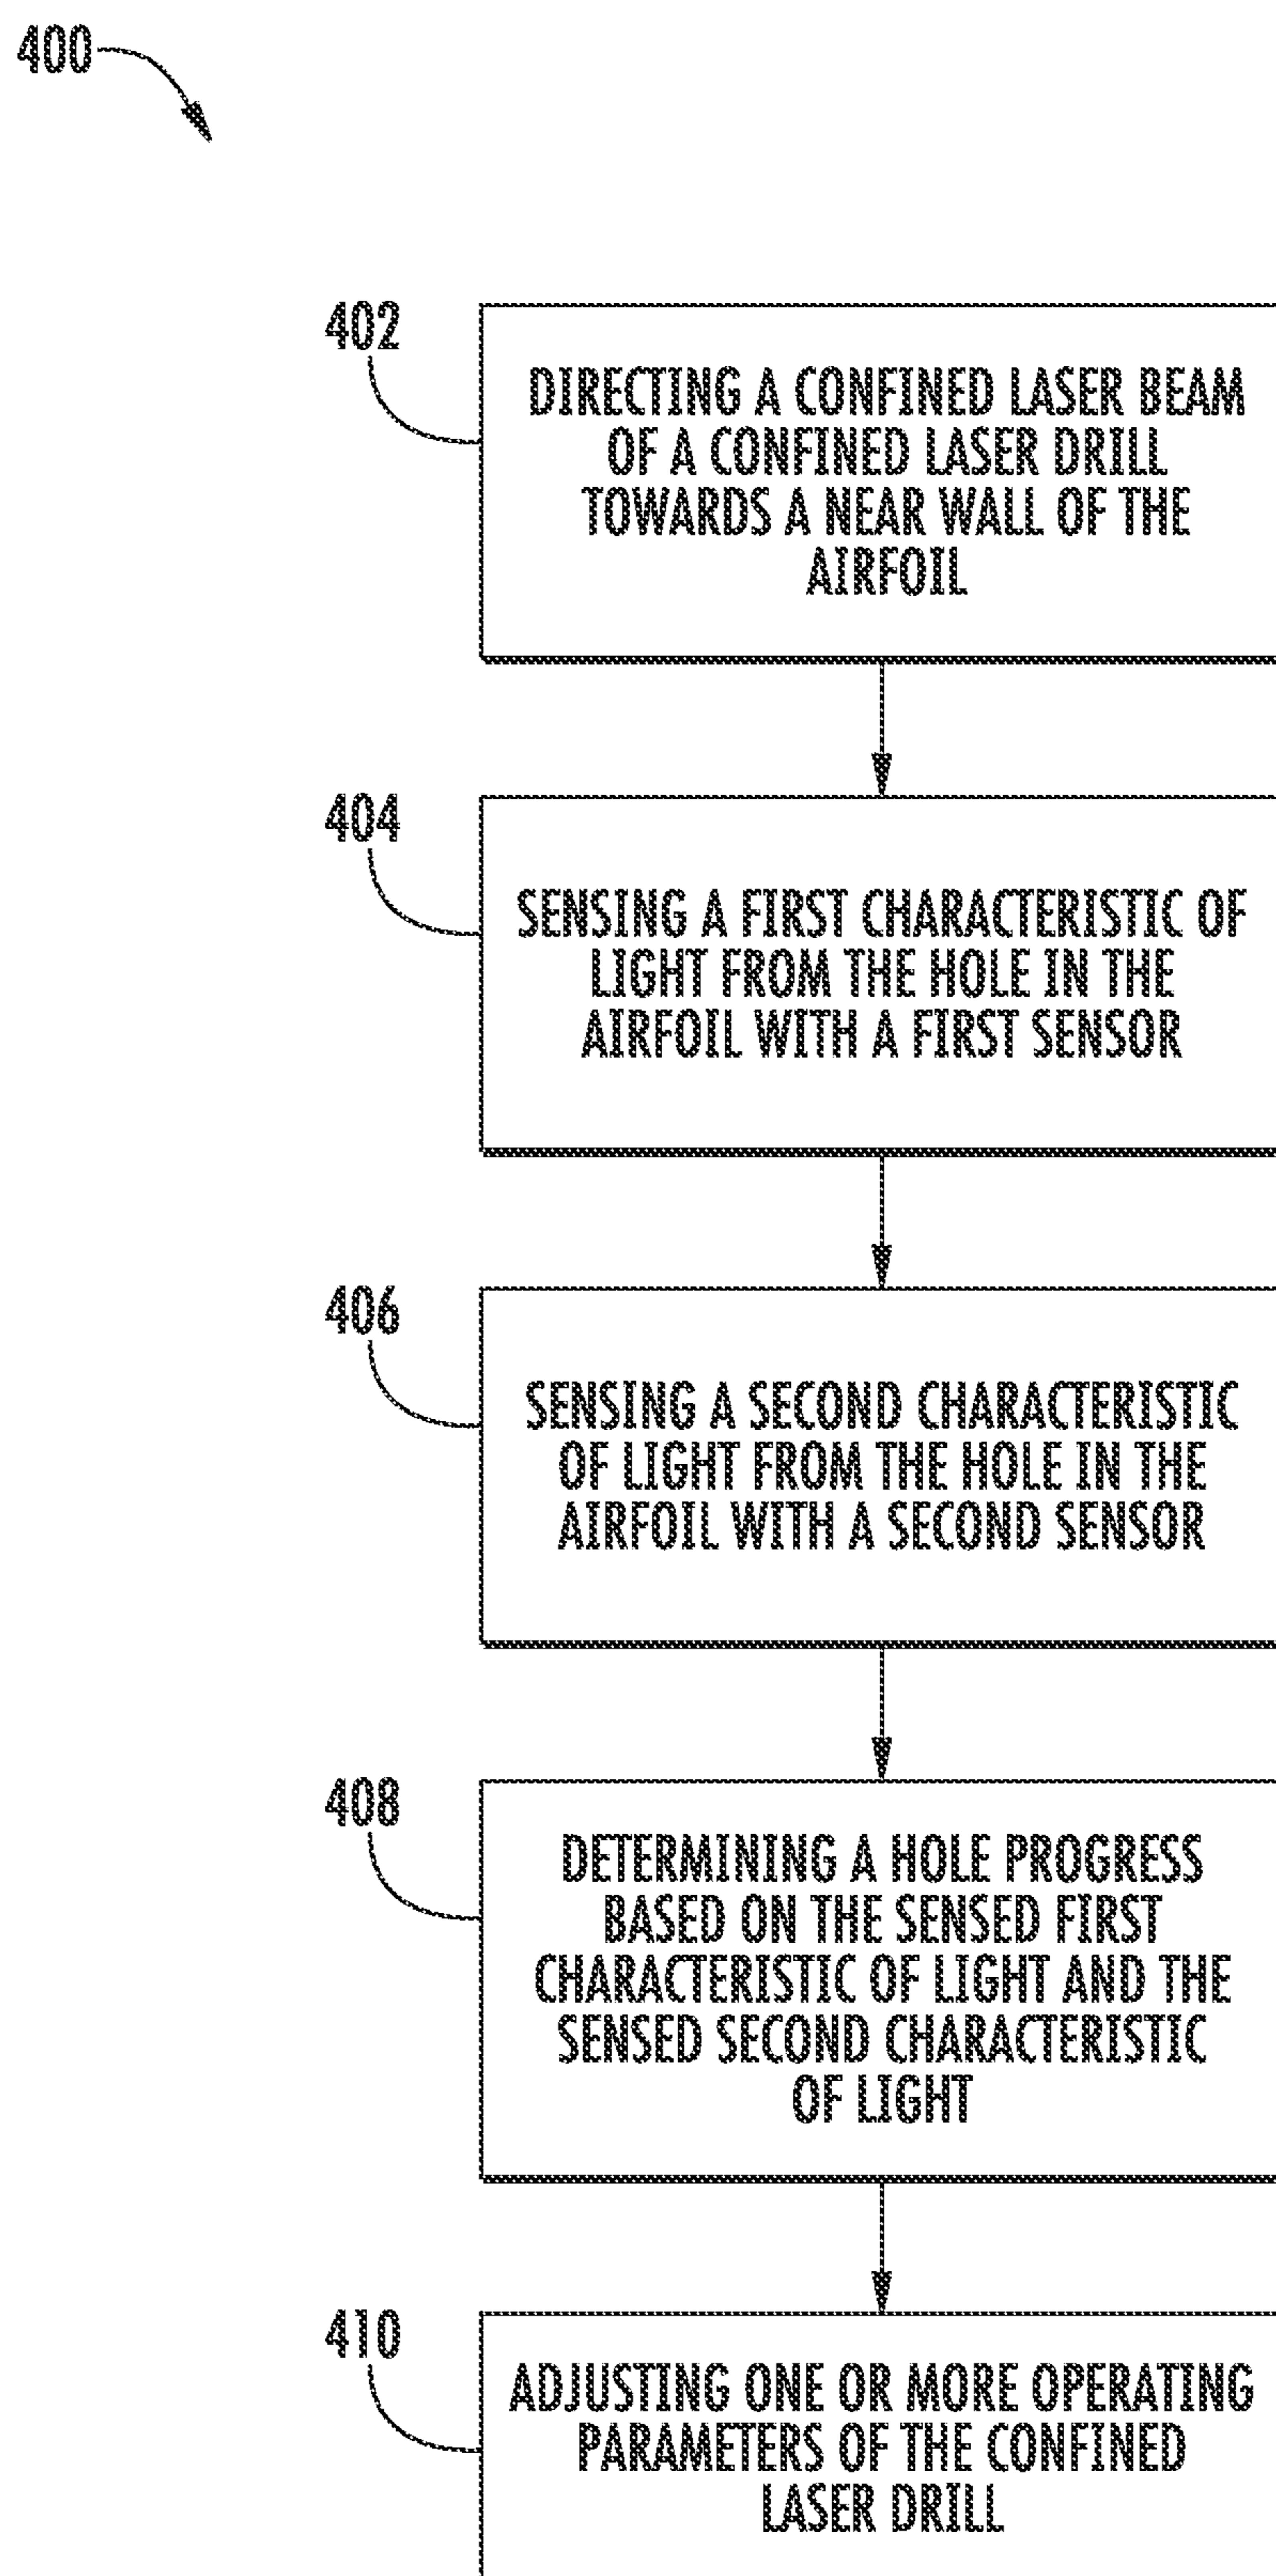 400
402
DIRECTING A CONFINED LASER BEAM
OF A CONFINED LASER DRILL
TOWARDS A NEAR WALL OF THE
AIRFOIL
404
SENSING A FIRST CHARACTERISTIC OF
LIGHT FROM THE HOLE IN THE
AIRFOIL WITH A FIRST SENSOR
406
SENSING A SECOND CHARACTERISTIC
OF LIGHT FROM THE HOLE IN THE
AIRFOIL WITH A SECOND SENSOR
408
DETERMINING A HOLE PROGRESS
BASED ON THE SENSED FIRST
CHARACTERISTIC OF LIGHT AND THE
SENSED SECOND CHARACTERISTIC
OF LIGHT
410
ADJUSTING ONE OR MORE OPERATING
PARAMETERS OF THE CONFINED
LASER DRILL